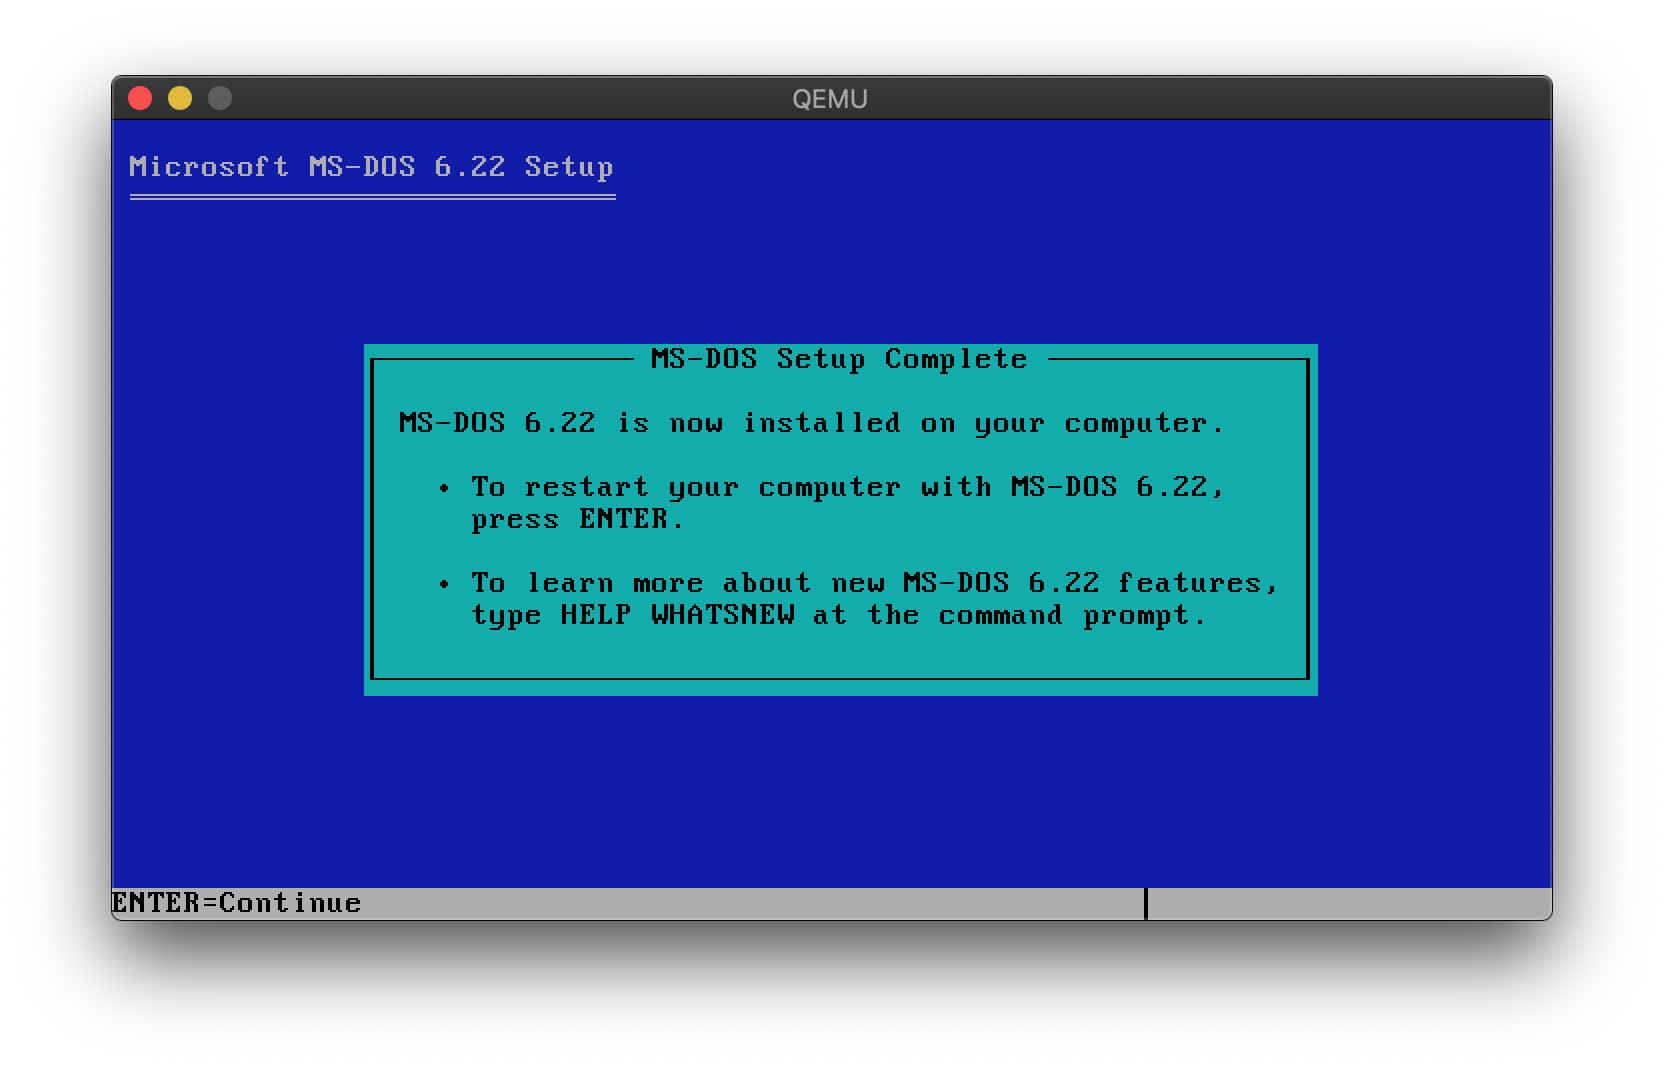 QEMU
Microsoft MS-DOS 6.22 Setup
MS-DOS Setup Complete
MS-DOS 6.22 is now installed on your computer.
• To restart your computer with MS-DOS 6.22,
press ENTER.
• To learn more about new MS-DOS 6.22 features,
type HELP WHATSNEW at the command prompt.
ENTER=Continue